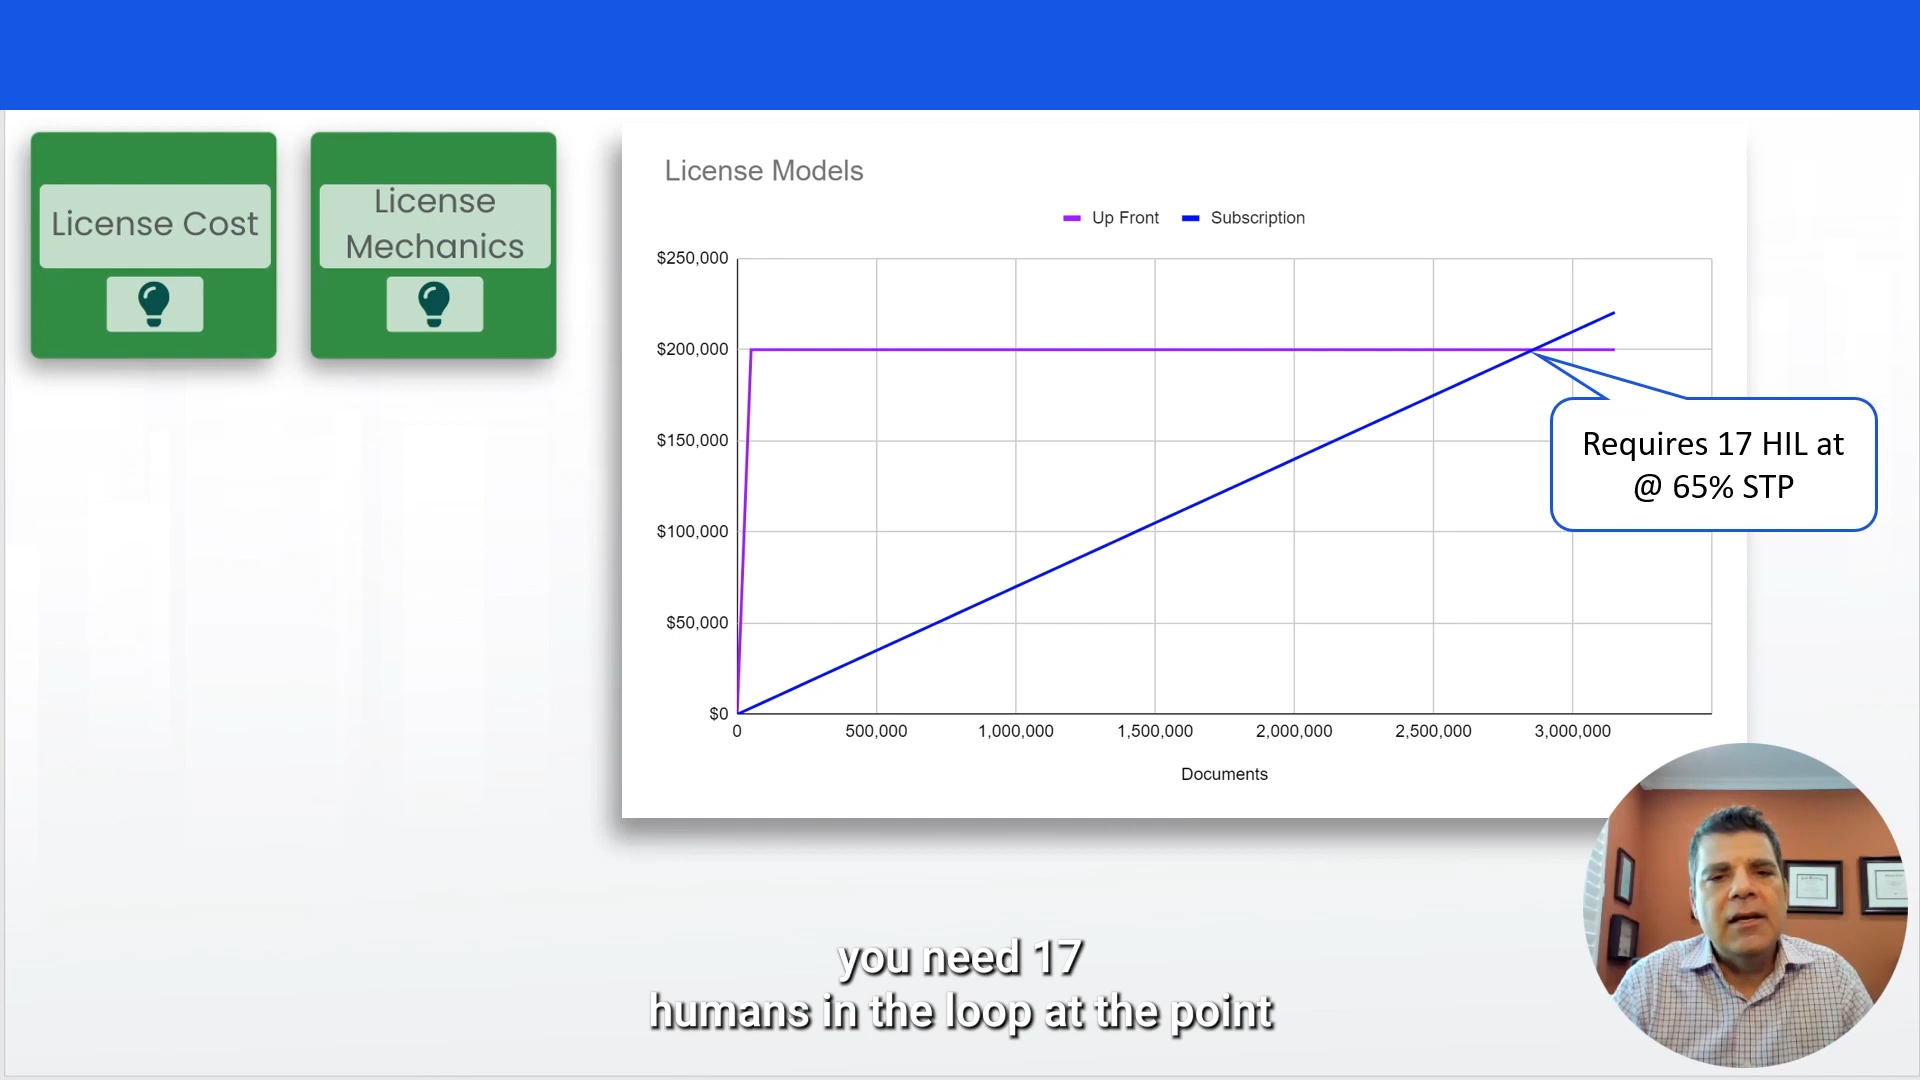 License Cost
License
Mechanics
License Models
Up Front
Subscription
$250,000
$200,000
$150,000
$100,000
$50,000
$0
0
500,000
1,000,000
1,500,000
2,000,000
2,500,000
3,000,000
Documents
Requires 17 HIL at
@ 65% STP
you need 17
humans in the loop at the point